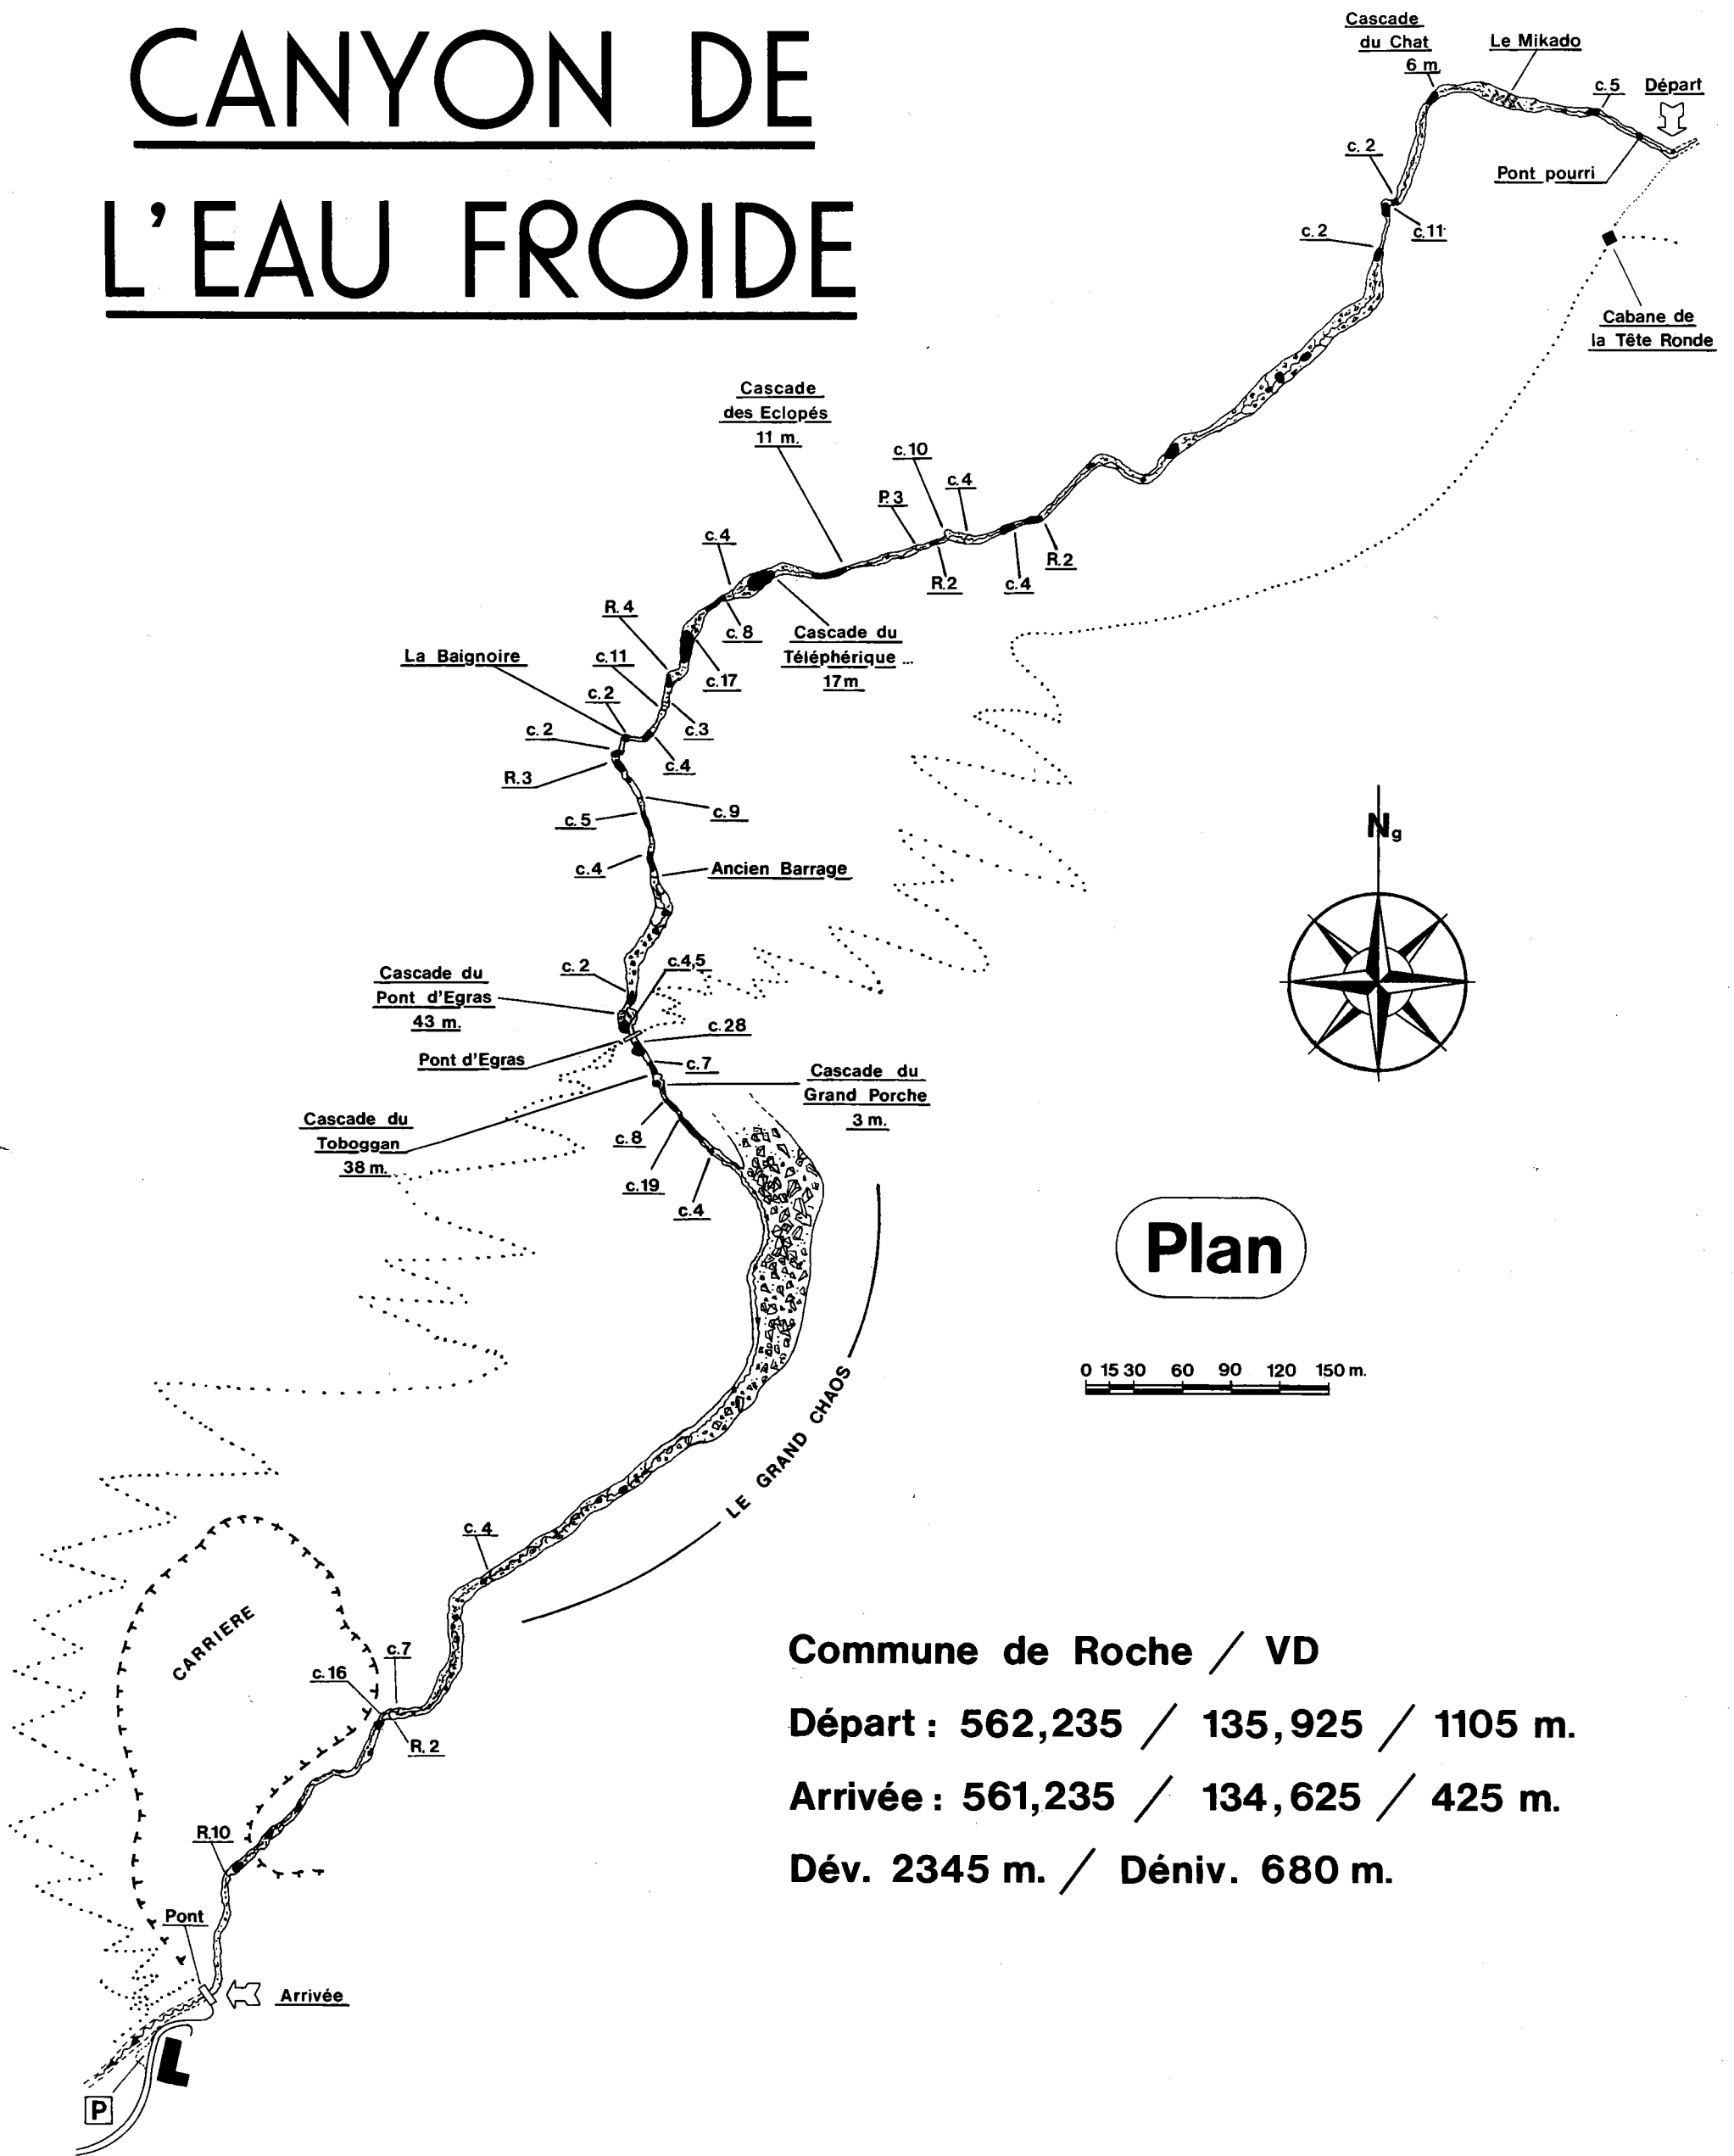 CANYON DE
L'EAU FROIDE
Cascade
du Chat
6 m.
Le Mikado
c.5
Départ
Pont pourri
c. 2
c.11
c. 2
Cabane de
la Tête Ronde
Cascade
des Eclopés
11 m.
c.10
c.4
P.3
R.2
c.4
R.2
c.4
c.8
Cascade du
Téléphérique ...
17m
R.4
c.17
La Baignoire
c.11
c.2
c.3
c.2
c.4
R.3
c.9
c.5
c.4
Ancien Barrage
Ng
c.2
c.4,5
Cascade du
Pont d'Egras
43 m.
c.28
Pont d'Egras
c.7
Cascade du
Grand Porche
3 m.
Cascade du
Toboggan
38 m.
c.8
c.19
c.4
Plan
0 15 30 60 90 120 150 m.
LE GRAND CHAOS
c.4
CARRIERE
c.7
c.16
R.2
R.10
Pont
Arrivée
P
Commune de Roche / VD
Départ : 562,235 / 135,925 / 1105 m.
Arrivée : 561,235 / 134,625 / 425 m.
Dév. 2345 m. / Déniv. 680 m.